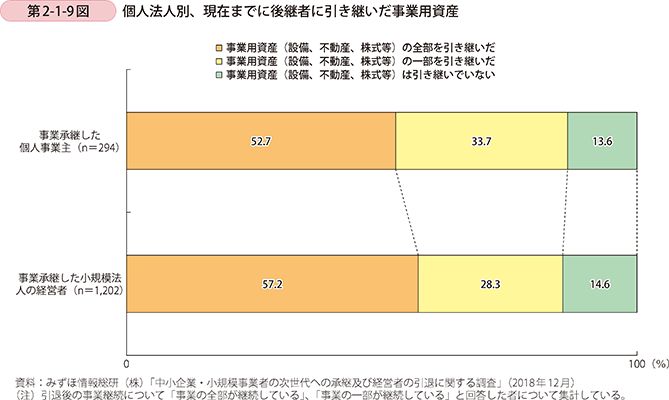 第2-1-9図 個人法人別、現在までに後継者に引き継いだ事業用資産
事業用資産（設備、不動産、株式等）の全部を引き継いだ
事業用資産（設備、不動産、株式等）の一部を引き継いだ
事業用資産（設備、不動産、株式等）は引き継いでいない
事業承継した
個人事業主（n＝294）
52.7 33.7 13.6
事業承継した小規模法
人の経営者（n＝1,202）
57.2 28.3 14.6
0 100 (%)
資料：みずほ情報総研（株）「中小企業・小規模事業者の次世代への承継及び経営者の引退に関する調査」（2018年12月）
（注）引退後の事業継続について「事業の全部が継続している」、「事業の一部が継続している」と回答した者について集計している。